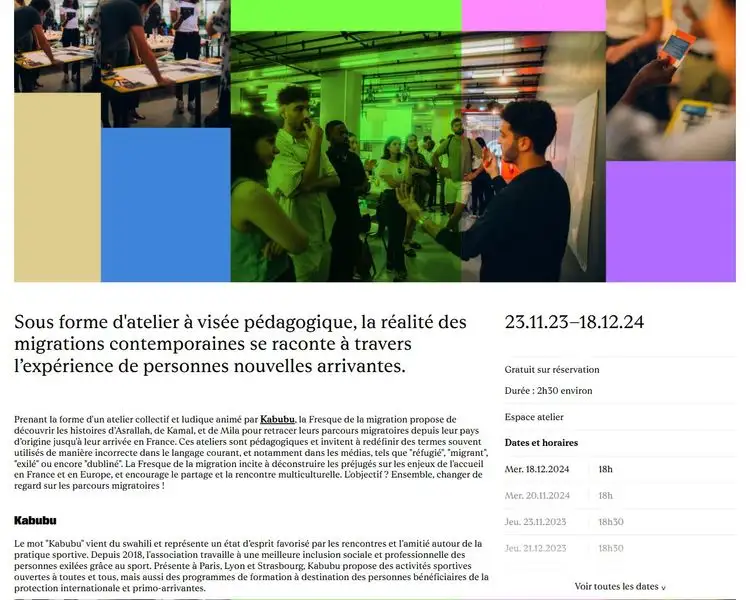 Sous forme d'atelier à visée pédagogique, la réalité des
migrations contemporaines se raconte à travers
l'expérience de personnes nouvelles arrivantes.
23.11.23–18.12.24
Gratuit sur réservation
Durée : 2h30 environ
Espace atelier
Dates et horaires
Mer. 18.12.2024 18h
Mer. 20.11.2024 18h
Jeu. 23.11.2023 18h30
Jeu. 21.12.2023 18h30
Voir toutes les dates
Prenant la forme d'un atelier collectif et ludique animé par Kabubu, la Fresque de la migration propose de
découvrir les histoires d'Asrallah, de Kamal, et de Mila pour retracer leurs parcours migratoires depuis leur pays
d'origine jusqu'à leur arrivée en France. Ces ateliers sont pédagogiques et invitent à redéfinir des termes souvent
utilisés de manière incorrecte dans le langage courant, et notamment dans les médias, tels que "réfugié", "migrant",
"exilé" ou encore "dubliné". La Fresque de la migration incite à déconstruire les préjugés sur les enjeux de l'accueil
en France et en Europe, et encourage le partage et la rencontre multiculturelle. L'objectif ? Ensemble, changer de
regard sur les parcours migratoires !
Kabubu
Le mot "Kabubu" vient du swahili et représente un état d'esprit favorisé par les rencontres et l'amitié autour de la
pratique sportive. Depuis 2018, l'association travaille à une meilleure inclusion sociale et professionnelle des
personnes exilées grâce au sport. Présente à Paris, Lyon et Strasbourg, Kabubu propose des activités sportives
ouvertes à toutes et tous, mais aussi des programmes de formation à destination des personnes bénéficiaires de la
protection internationale et primo-arrivantes.